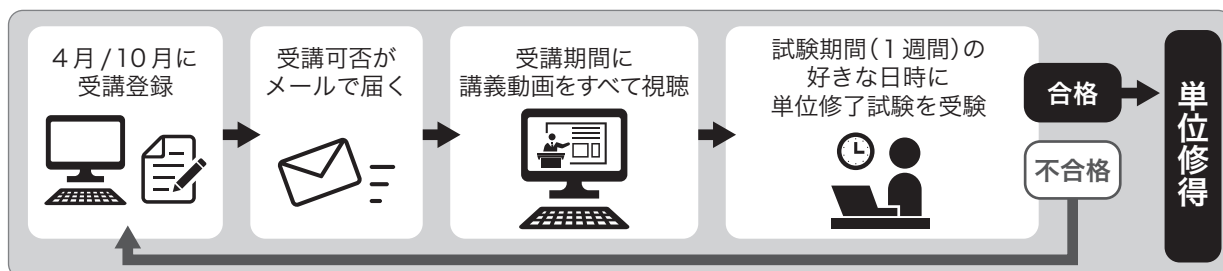 4月/10月に
受講登録
受講可否が
メールで届く
受講期間に
講義動画をすべて視聴
試験期間(1週間)の
好きな日時に
単位修了試験を受験
合格
不合格
単位修得